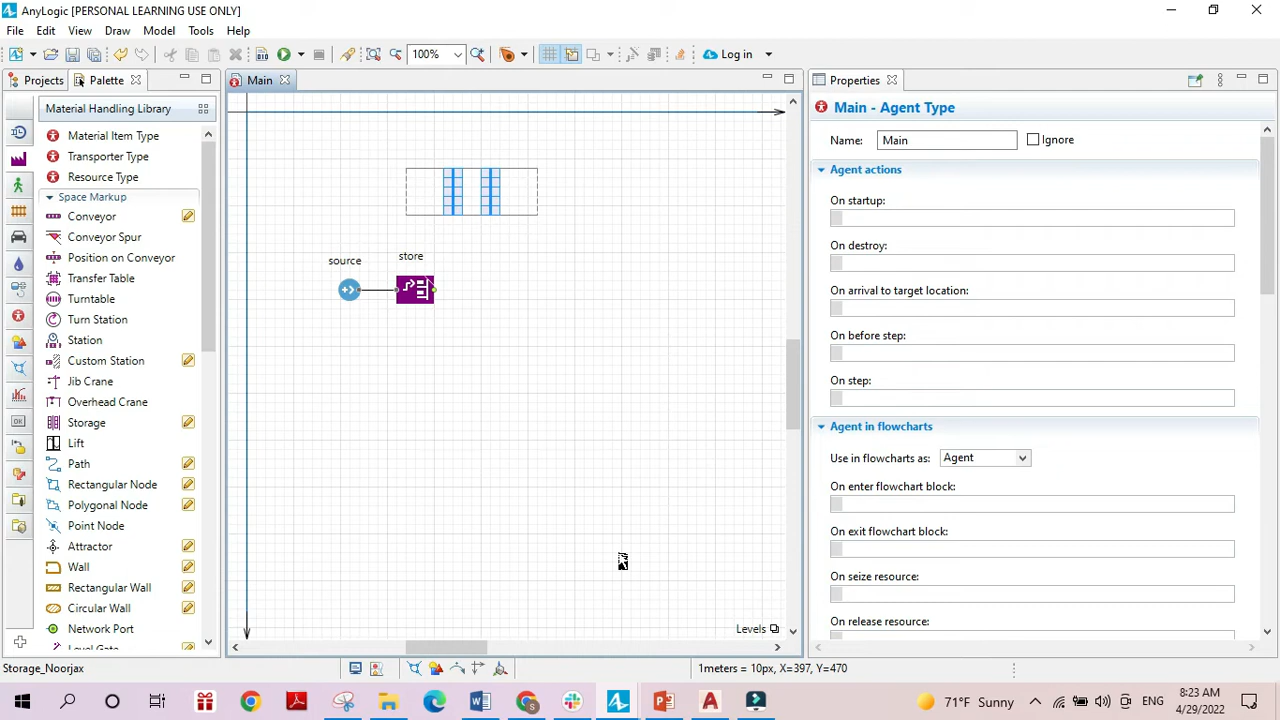 AnyLogic [PERSONAL LEARNING USE ONLY]
File Edit View Draw Model Tools Help
100% Log in
Projects Palette Main Properties
Material Handling Library
Material Item Type
Transporter Type
Resource Type
Space Markup
Conveyor
Conveyor Spur
Position on Conveyor
Transfer Table
Turntable
Turn Station
Station
Custom Station
Jib Crane
Overhead Crane
Storage
Lift
Path
Rectangular Node
Polygonal Node
Point Node
Attractor
Wall
Rectangular Wall
Circular Wall
Network Port
Level Gate
source
store
Levels
Main - Agent Type
Name: Main Ignore
Agent actions
On startup:
On destroy:
On arrival to target location:
On before step:
On step:
Agent in flowcharts
Use in flowcharts as: Agent
On enter flowchart block:
On exit flowchart block:
On seize resource:
On release resource:
Storage_Noorjax
1meters = 10px, X=397, Y=470
71°F Sunny
ENG
8:23 AM
4/29/2022